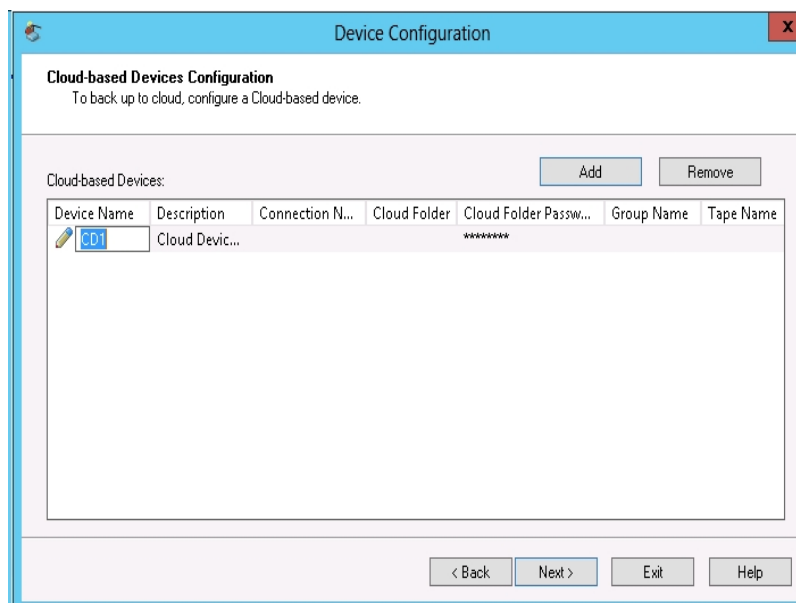 Device Configuration
x
Cloud-based Devices Configuration
To back up to cloud, configure a Cloud-based device.
Cloud-based Devices: Add Remove
Device Name Description Connection N... Cloud Folder Cloud Folder Passw... Group Name Tape Name
CD1 Cloud Devic... ********
< Back Next > Exit Help